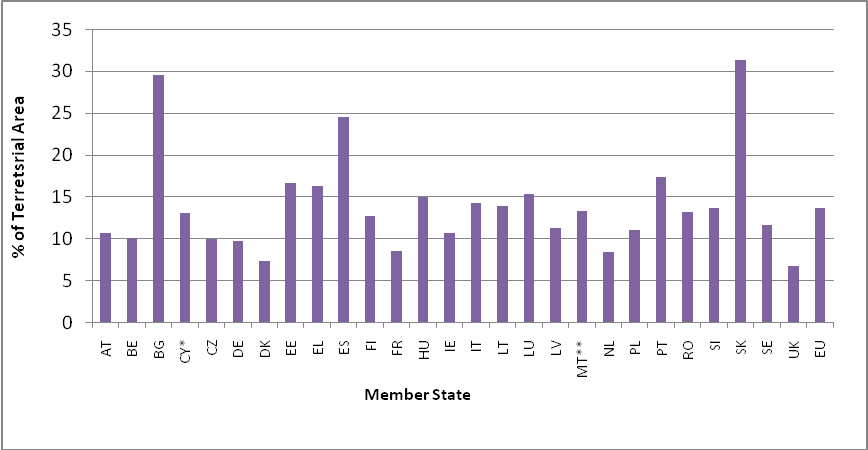 % of Terretsrial Area
35
30
25
20
15
10
5
0
AT BE BG CY* CZ DE DK EE EL ES FI FR HU IE IT LT LU LV MT** NL PL PT RO SI SK SE UK EU
Member State